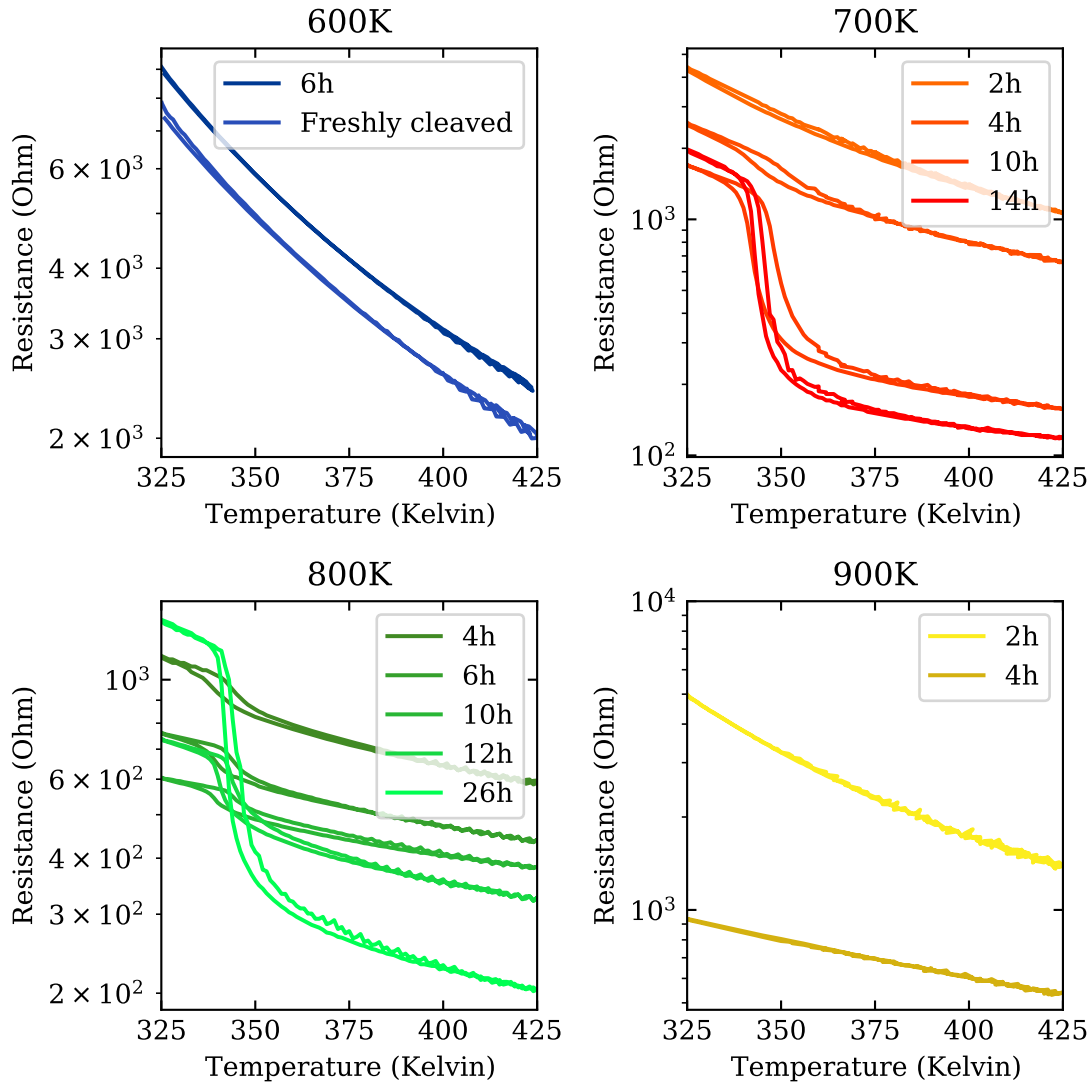 600K
6h
Freshly cleaved
6 × 10³
4 × 10³
3 × 10³
2 × 10³
Resistance (Ohm)
325 350 375 400 425
Temperature (Kelvin)
700K
2h
4h
10h
14h
10³
10²
Resistance (Ohm)
325 350 375 400 425
Temperature (Kelvin)
800K
4h
6h
10h
12h
26h
10³
6 × 10²
4 × 10²
3 × 10²
2 × 10²
Resistance (Ohm)
325 350 375 400 425
Temperature (Kelvin)
900K
2h
4h
10⁴
10³
Resistance (Ohm)
325 350 375 400 425
Temperature (Kelvin)